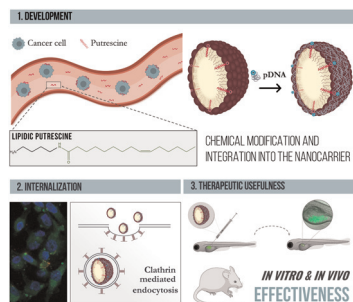 1. DEVELOPMENT
Cancer cell
Putrescine
pDNA
LIPIDIC PUTRESCINE
CHEMICAL MODIFICATION AND
INTEGRATION INTO THE NANOCARRIER
2. INTERNALIZATION
Clathrin
mediated
endocytosis
3. THERAPEUTIC USEFULNESS
IN VITRO & IN VIVO
EFFECTIVENESS